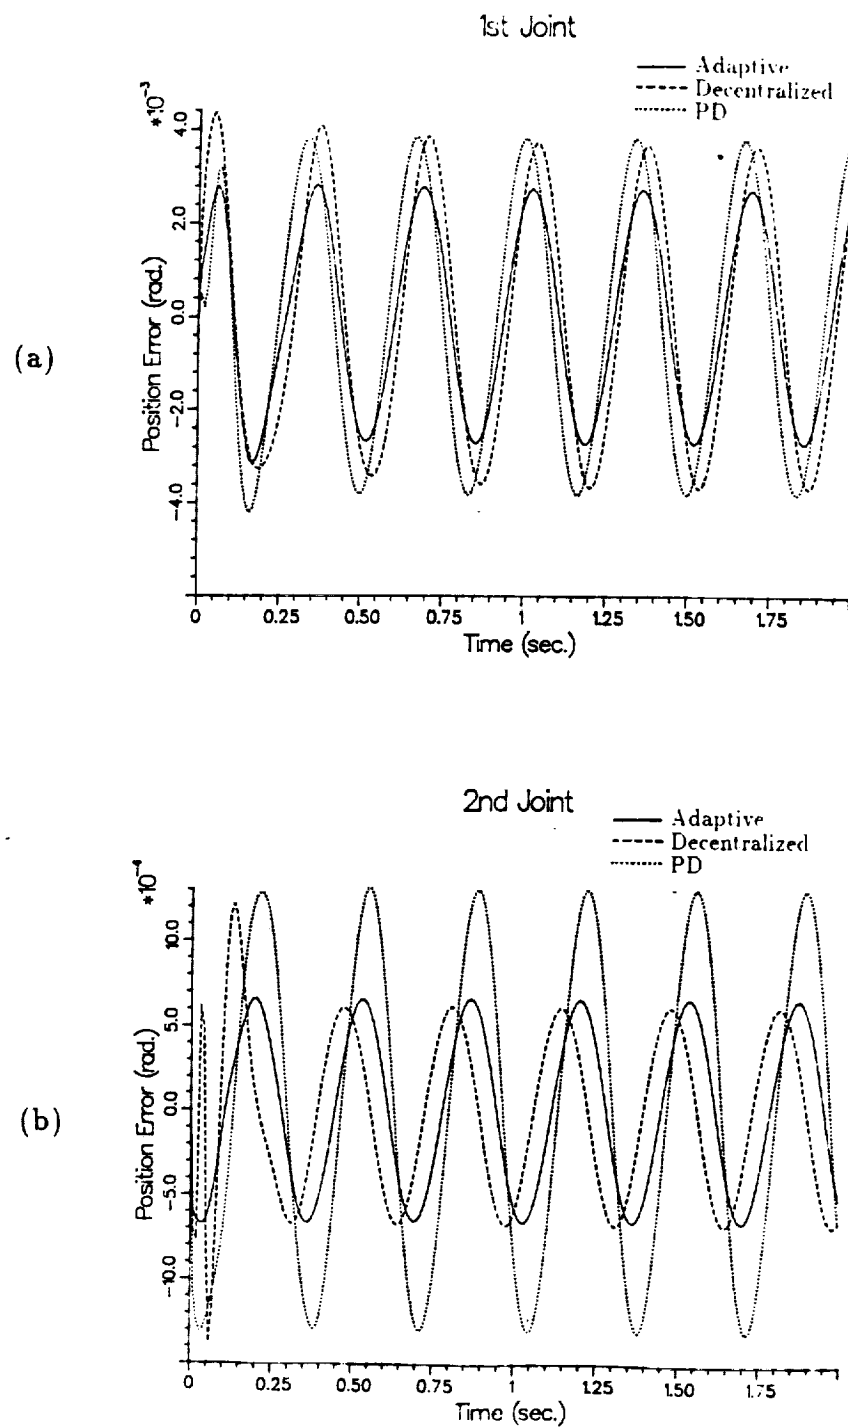 1st Joint
Adaptive
Decentralized
PD
*10⁻³
4.0
2.0
0.0
-2.0
-4.0
Position Error (rad.)
(a)
0 0.25 0.50 0.75 1 1.25 1.50 1.75
Time (sec.)
2nd Joint
Adaptive
Decentralized
PD
*10⁻⁴
10.0
5.0
0.0
-5.0
-10.0
Position Error (rad.)
(b)
0 0.25 0.50 0.75 1 1.25 1.50 1.75
Time (sec.)